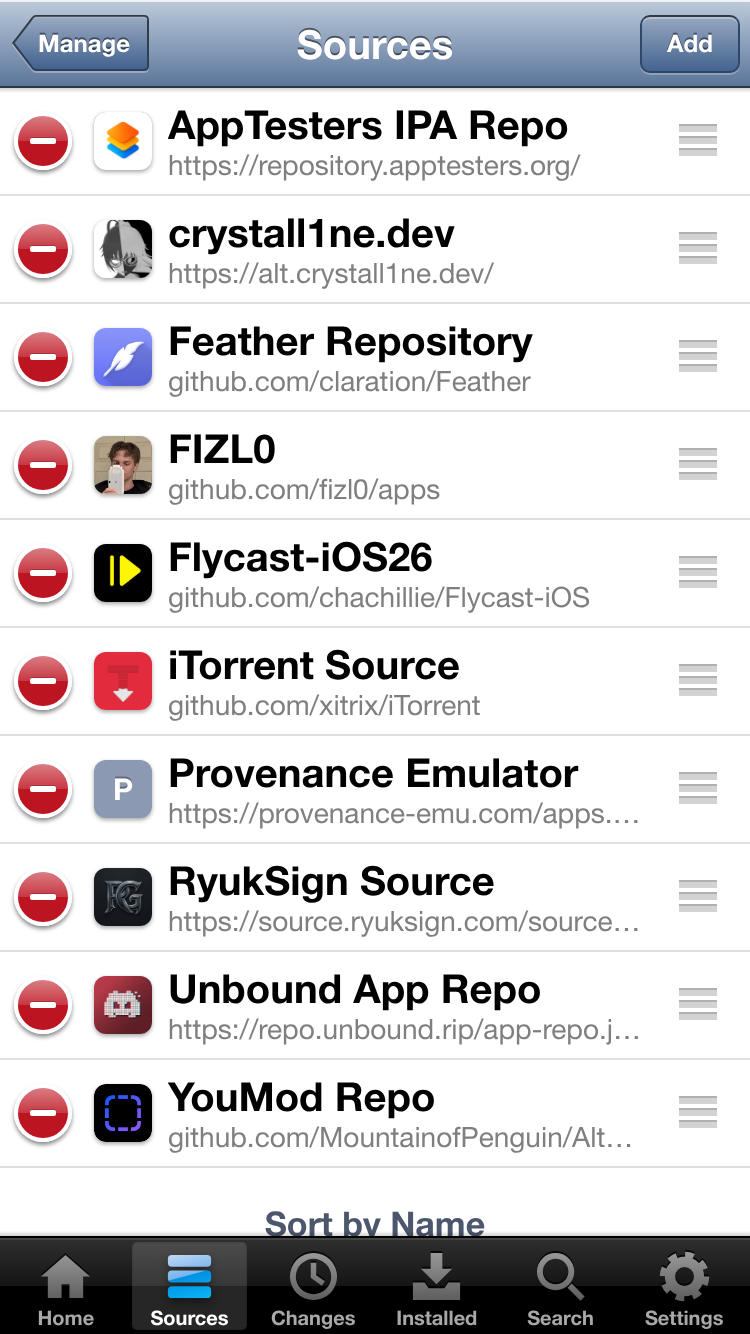 Manage
Sources
Add
AppTesters IPA Repo
https://repository.apptesters.org/
crystall1ne.dev
https://alt.crystall1ne.dev/
Feather Repository
github.com/claration/Feather
FIZL0
github.com/fizl0/apps
Flycast-iOS26
github.com/chachillie/Flycast-iOS
iTorrent Source
github.com/xitrix/iTorrent
P
Provenance Emulator
https://provenance-emu.com/apps....
RyukSign Source
https://source.ryuksign.com/source...
Unbound App Repo
https://repo.unbound.rip/app-repo.j...
YouMod Repo
github.com/MountainofPenguin/Alt...
Sort by Name
Home
Sources
Changes
Installed
Search
Settings